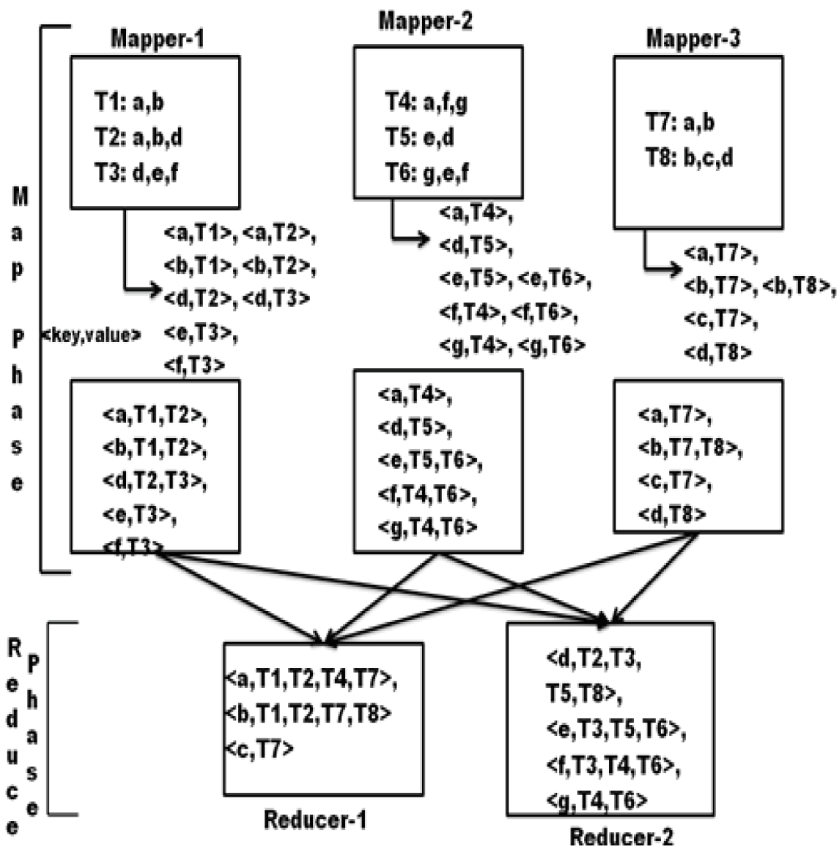 Mapper-1
T1: a,b
T2: a,b,d
T3: d,e,f
<a,T1>, <a,T2>,
<b,T1>, <b,T2>,
<d,T2>, <d,T3>
<e,T3>,
<f,T3>
<a,T1,T2>,
<b,T1,T2>,
<d,T2,T3>,
<e,T3>,
<f,T3>
Mapper-2
T4: a,f,g
T5: e,d
T6: g,e,f
<a,T4>,
<d,T5>,
<e,T5>, <e,T6>,
<f,T4>, <f,T6>,
<g,T4>, <g,T6>
<a,T4>,
<d,T5>,
<e,T5,T6>,
<f,T4,T6>,
<g,T4,T6>
Mapper-3
T7: a,b
T8: b,c,d
<a,T7>,
<b,T7>, <b,T8>,
<c,T7>,
<d,T8>
<a,T7>,
<b,T7,T8>,
<c,T7>,
<d,T8>
Map Phase
<key,value>
Reduce
Phasce
<a,T1,T2,T4,T7>,
<b,T1,T2,T7,T8>
<c,T7>
Reducer-1
<d,T2,T3,
T5,T8>,
<e,T3,T5,T6>,
<f,T3,T4,T6>,
<g,T4,T6>
Reducer-2